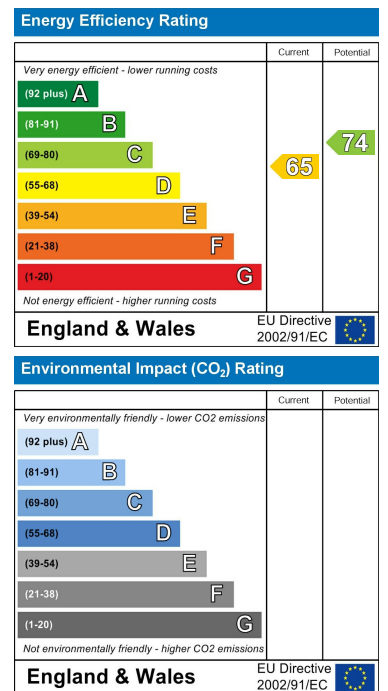 Energy Efficiency Rating
Current Potential
Very energy efficient - lower running costs
(92 plus) A
(81-91) B
(69-80) C
(55-68) D
(39-54) E
(21-38) F
(1-20) G
65
74
Not energy efficient - higher running costs
England & Wales
EU Directive
2002/91/EC
Environmental Impact (CO₂) Rating
Current Potential
Very environmentally friendly - lower CO2 emissions
(92 plus) A
(81-91) B
(69-80) C
(55-68) D
(39-54) E
(21-38) F
(1-20) G
Not environmentally friendly - higher CO2 emissions
England & Wales
EU Directive
2002/91/EC